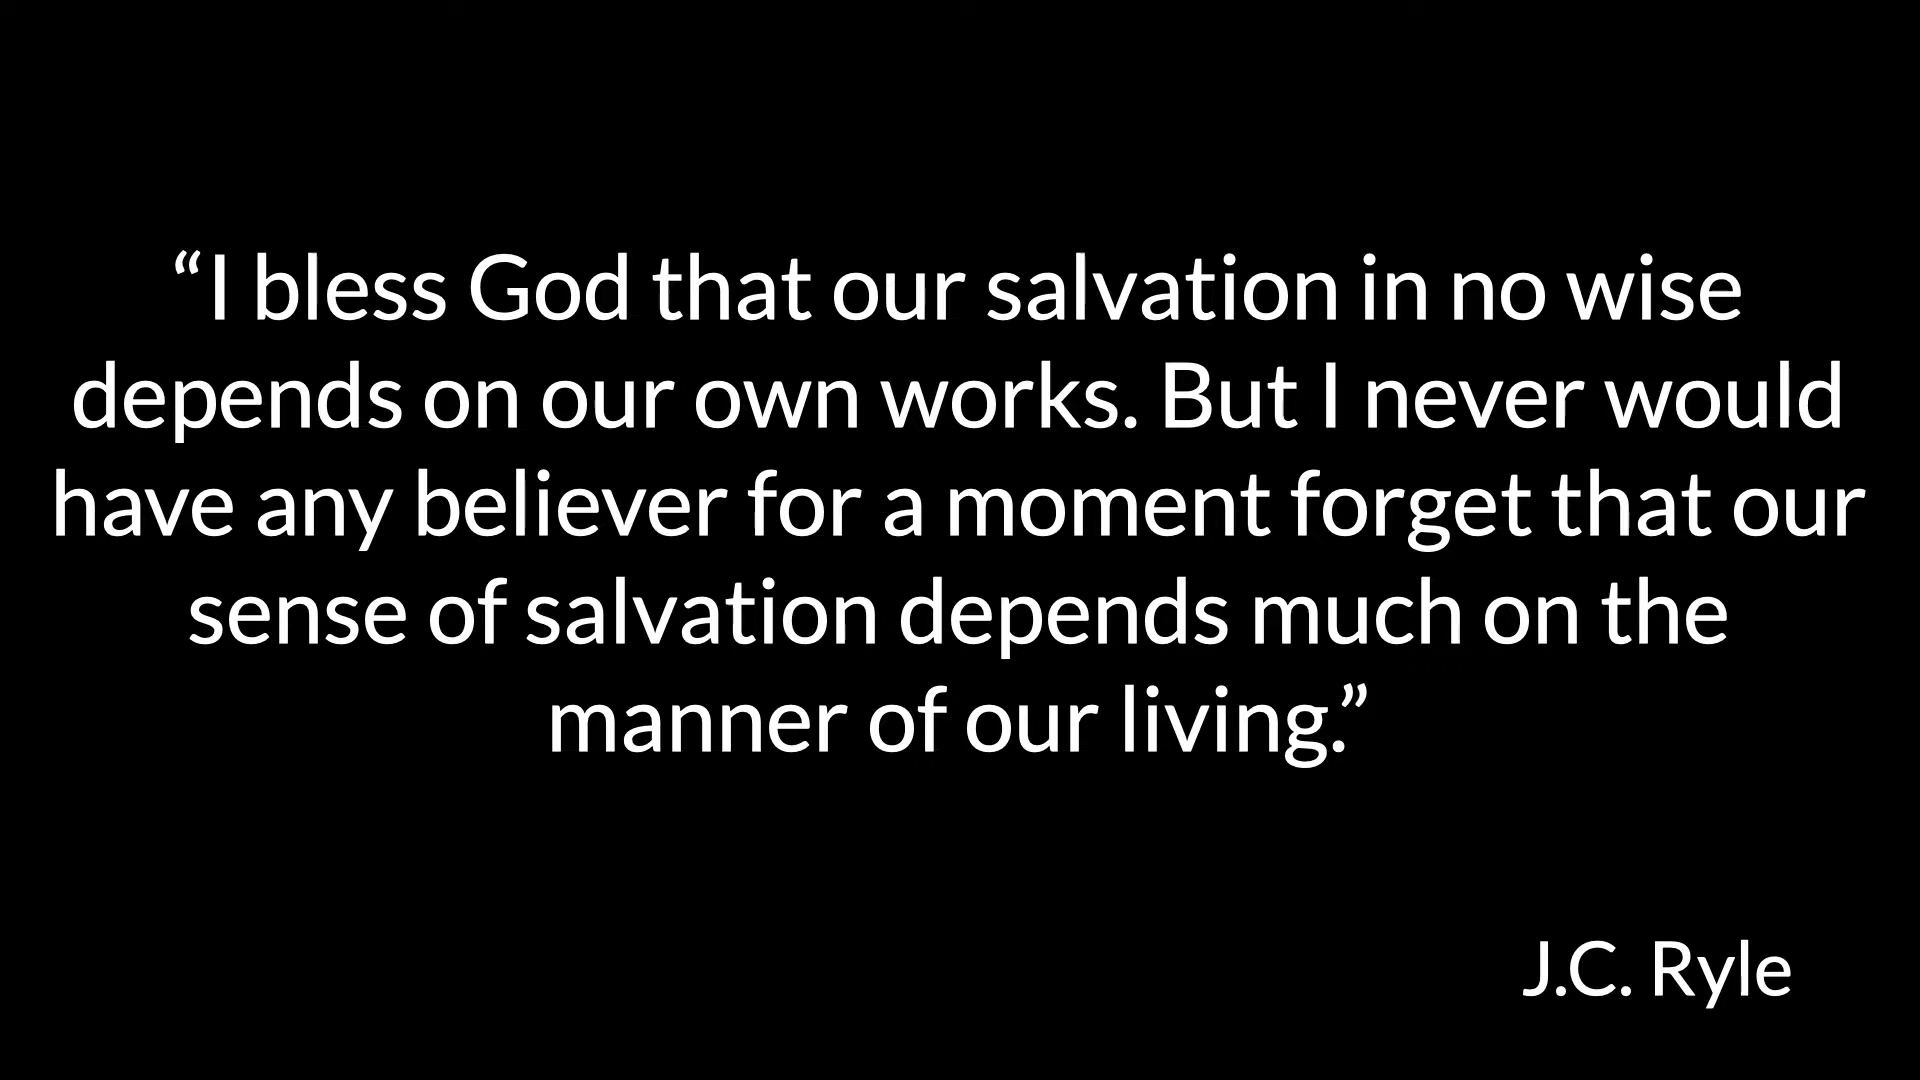 “I bless God that our salvation in no wise
depends on our own works. But I never would
have any believer for a moment forget that our
sense of salvation depends much on the
manner of our living.”
J.C. Ryle